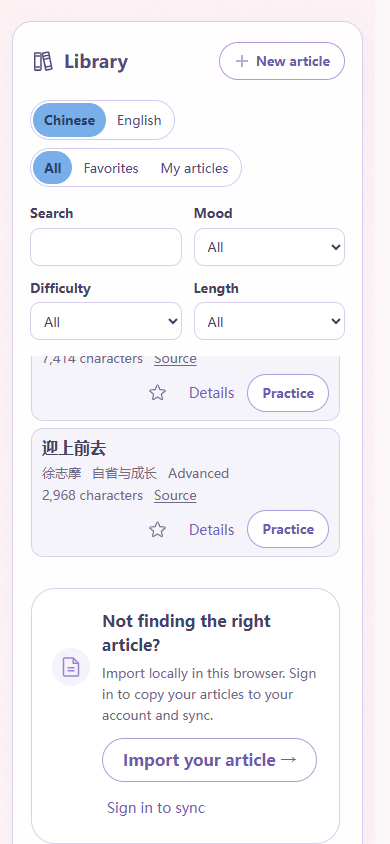 Library
New article
Chinese English
All Favorites My articles
Search Mood
All
Difficulty Length
All All
7,414 characters Source
Details Practice
迎上前去
徐志摩 自省与成长 Advanced
2,968 characters Source
Details Practice
Not finding the right
article?
Import locally in this browser. Sign
in to copy your articles to your
account and sync.
Import your article →
Sign in to sync